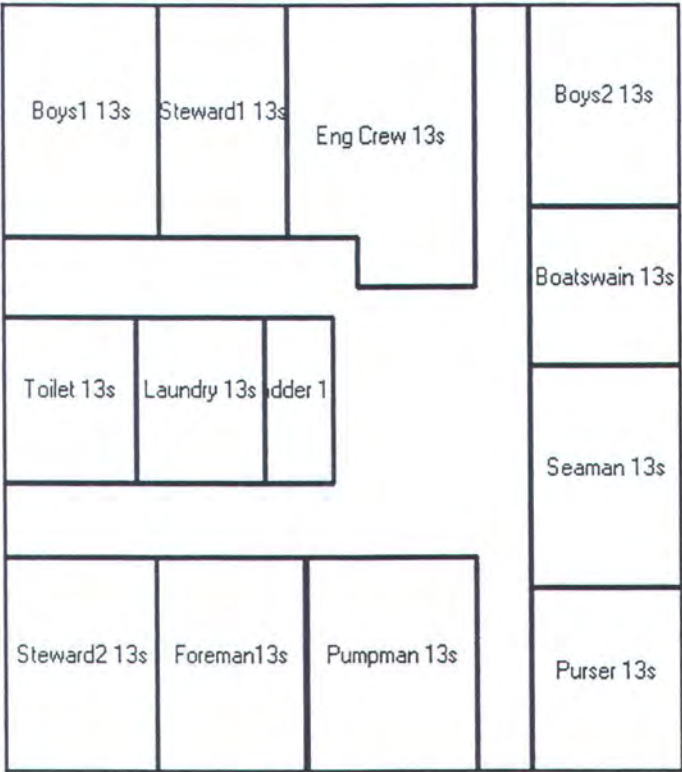 Boys1 13s
Steward1 13s
Eng Crew 13s
Boys2 13s
Boatswain 13s
Toilet 13s
Laundry 13s
dder 1
Seaman 13s
Steward2 13s
Foreman13s
Pumpman 13s
Purser 13s